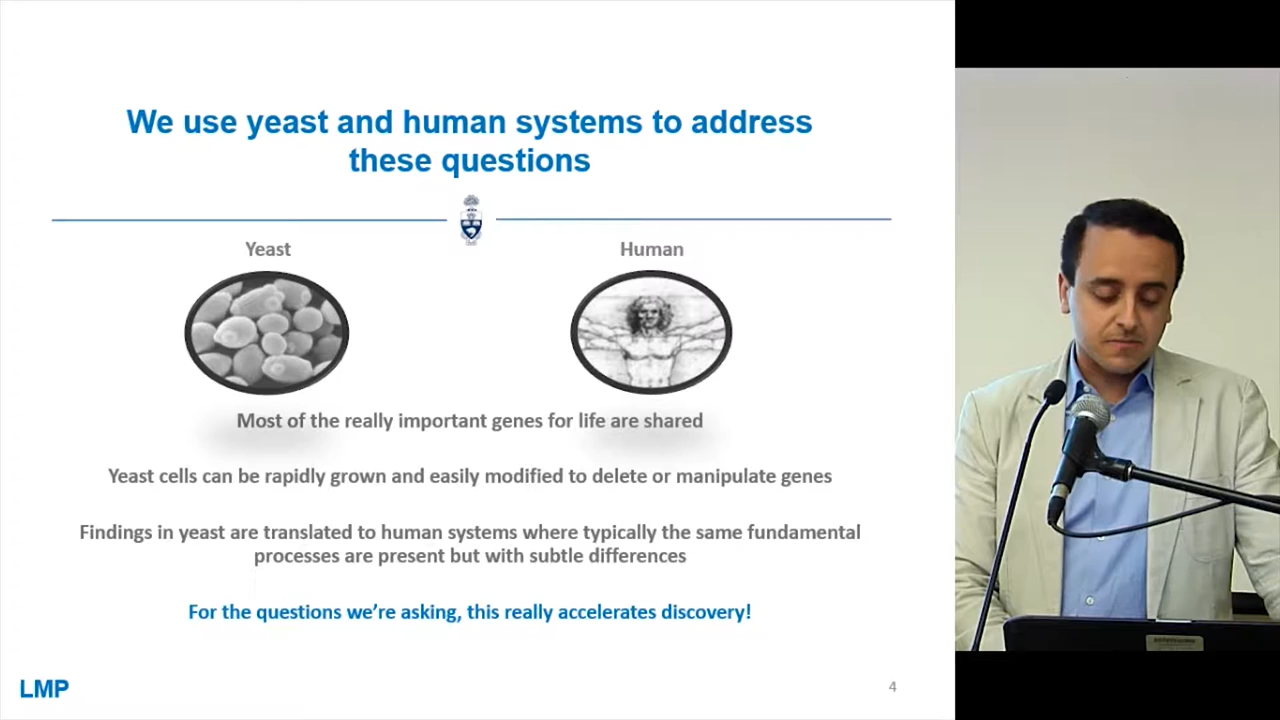 We use yeast and human systems to address
these questions
Yeast
Human
Most of the really important genes for life are shared
Yeast cells can be rapidly grown and easily modified to delete or manipulate genes
Findings in yeast are translated to human systems where typically the same fundamental
processes are present but with subtle differences
For the questions we're asking, this really accelerates discovery!
LMP
4